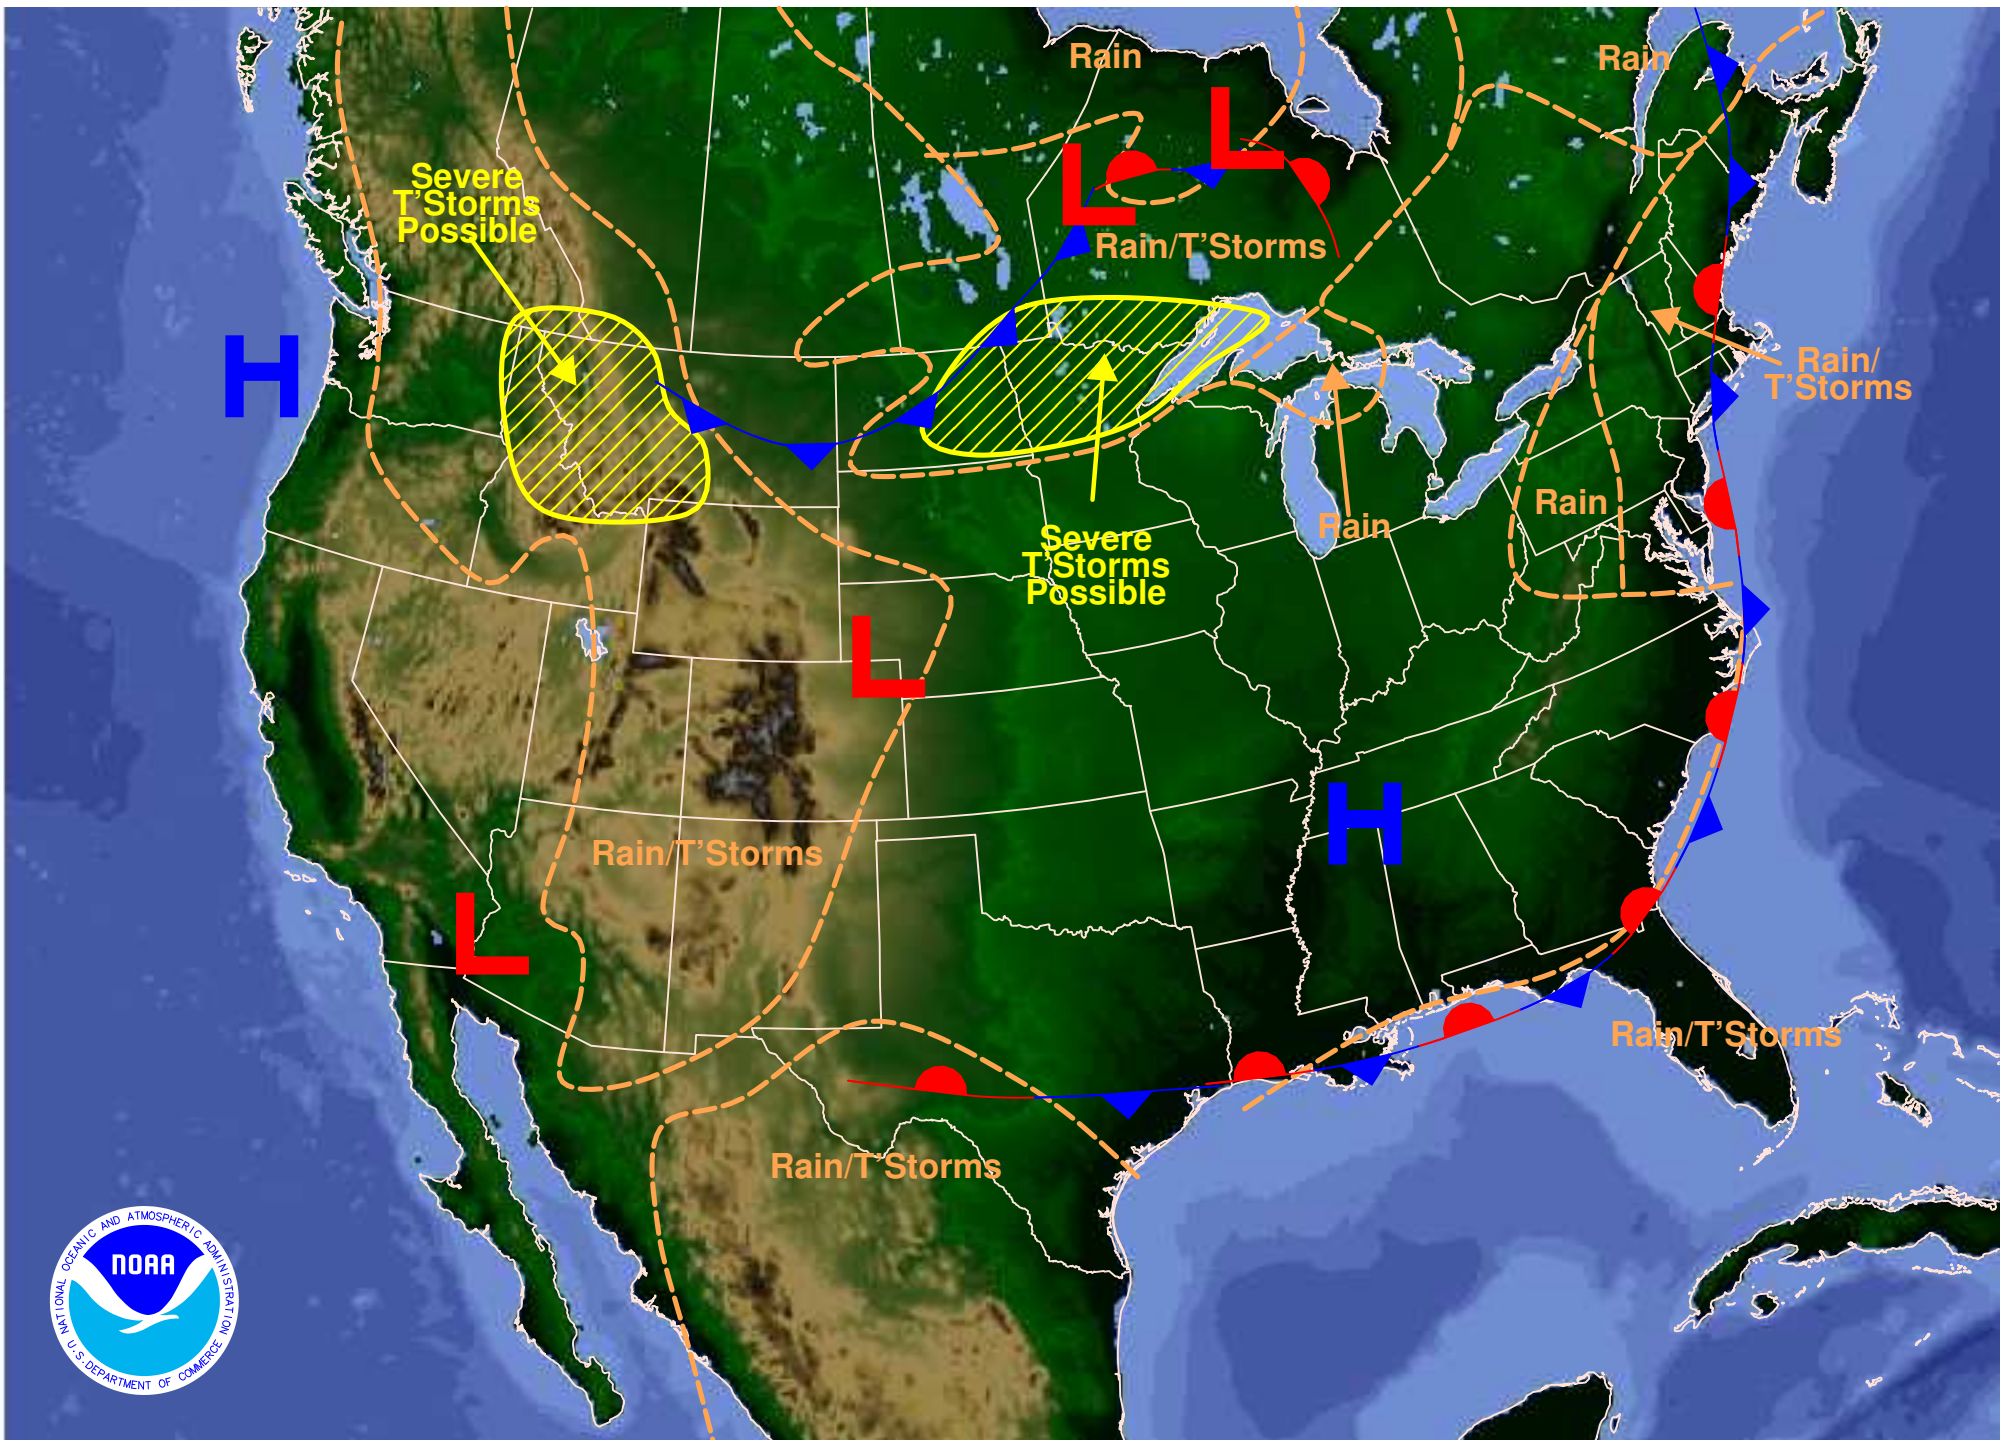 Rain
Rain
L
L
Severe
T'Storms
Possible
Rain/T'Storms
H
Rain/
T'Storms
Rain
Rain
Severe
T'Storms
Possible
L
H
Rain/T'Storms
L
Rain/T'Storms
Rain/T'Storms
NATIONAL OCEANIC AND ATMOSPHERIC ADMINISTRATION
NOAA
U.S. DEPARTMENT OF COMMERCE